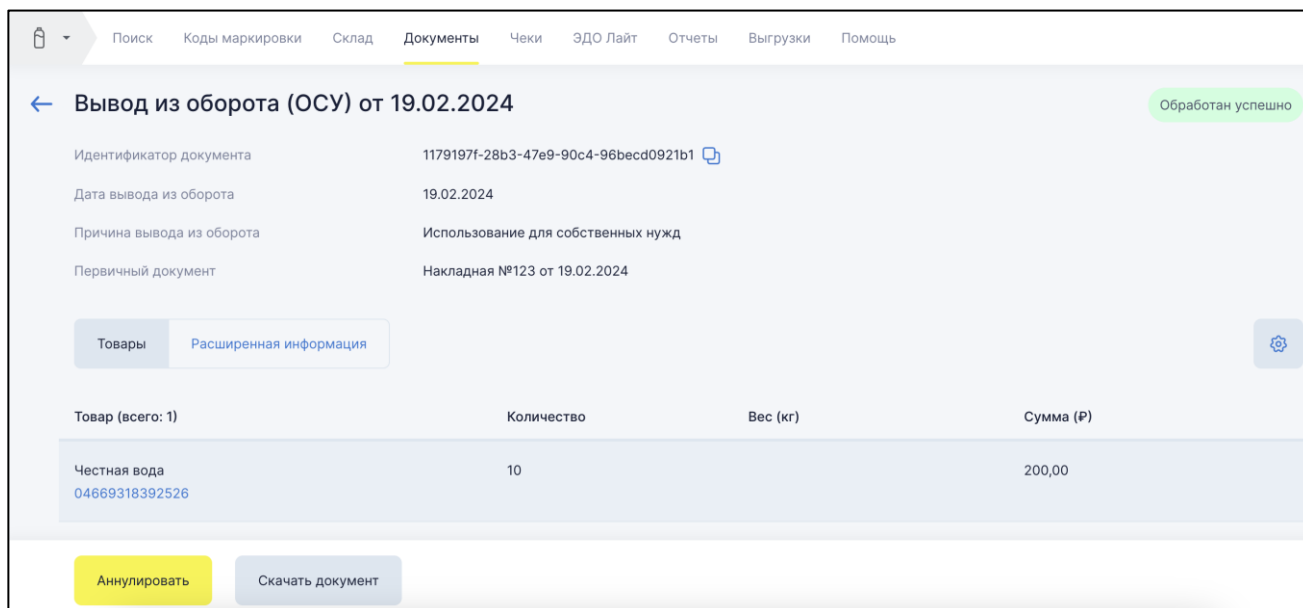 Поиск Коды маркировки Склад Документы Чеки ЭДО Лайт Отчеты Выгрузки Помощь
Вывод из оборота (ОСУ) от 19.02.2024 Обработан успешно
Идентификатор документа 1179197f-28b3-47e9-90c4-96becd0921b1
Дата вывода из оборота 19.02.2024
Причина вывода из оборота Использование для собственных нужд
Первичный документ Накладная №123 от 19.02.2024
Товары Расширенная информация
Товар (всего: 1) Количество Вес (кг) Сумма (₽)
Честная вода 10 200,00
04669318392526
Аннулировать Скачать документ